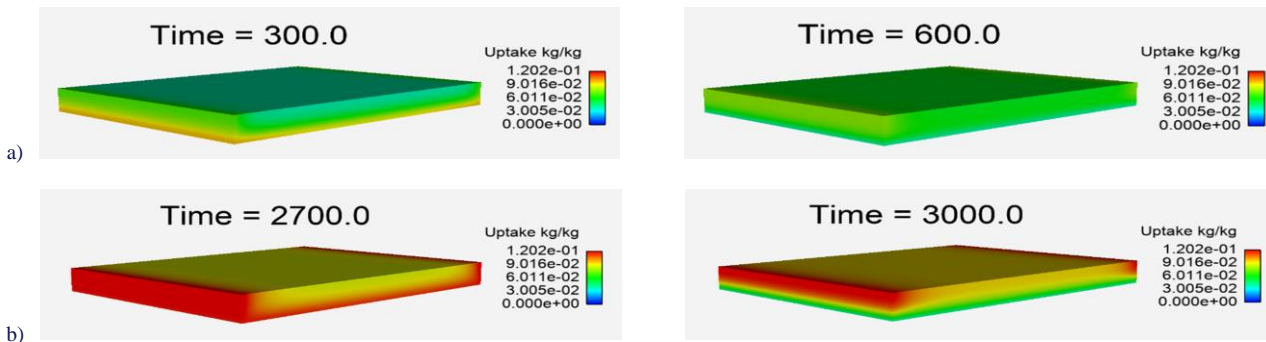 Time = 300.0
Uptake kg/kg
1.202e-01
9.016e-02
6.011e-02
3.005e-02
0.000e+00
Time = 600.0
Uptake kg/kg
1.202e-01
9.016e-02
6.011e-02
3.005e-02
0.000e+00
a)
Time = 2700.0
Uptake kg/kg
1.202e-01
9.016e-02
6.011e-02
3.005e-02
0.000e+00
Time = 3000.0
Uptake kg/kg
1.202e-01
9.016e-02
6.011e-02
3.005e-02
0.000e+00
b)